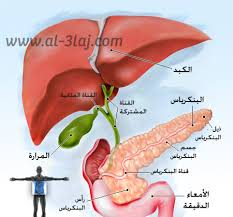 www.al-3laj.com
الكبد
القناة المثانية
القناة
المشتركة
البنكرياس
ذيل
البنكرياس
جسم
البنكرياس
المرارة
قناة البنكرياس
رأس
البنكرياس
الأمعاء
الدقيقة